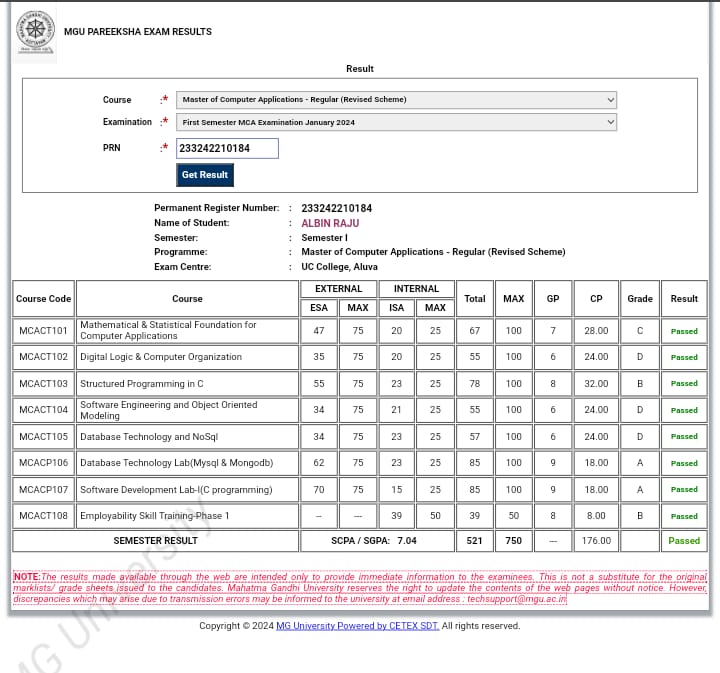 MGU PAREEKSHA EXAM RESULTS
Result
Course :* Master of Computer Applications - Regular (Revised Scheme)
Examination :* First Semester MCA Examination January 2024
PRN :* 233242210184
Get Result
Permanent Register Number: : 233242210184
Name of Student: : ALBIN RAJU
Semester: : Semester I
Programme: : Master of Computer Applications - Regular (Revised Scheme)
Exam Centre: : UC College, Aluva
Course Code Course EXTERNAL INTERNAL Total MAX GP CP Grade Result
ESA MAX ISA MAX
MCACT101 Mathematical & Statistical Foundation for
Computer Applications 47 75 20 25 67 100 7 28.00 C Passed
MCACT102 Digital Logic & Computer Organization 35 75 20 25 55 100 6 24.00 D Passed
MCACT103 Structured Programming in C 55 75 23 25 78 100 8 32.00 B Passed
MCACT104 Software Engineering and Object Oriented
Modeling 34 75 21 25 55 100 6 24.00 D Passed
MCACT105 Database Technology and NoSql 34 75 23 25 57 100 6 24.00 D Passed
MCACP106 Database Technology Lab(Mysql & Mongodb) 62 75 23 25 85 100 9 18.00 A Passed
MCACP107 Software Development Lab-I(C programming) 70 75 15 25 85 100 9 18.00 A Passed
MCACT108 Employability Skill Training-Phase 1 -- --- 39 50 39 50 8 8.00 B Passed
SEMESTER RESULT SCPA / SGPA: 7.04 521 750 --- 176.00 Passed
NOTE:The results made available through the web are intended only to provide immediate information to the examinees. This is not a substitute for the original
marklists/ grade sheets issued to the candidates. Mahatma Gandhi University reserves the right to update the contents of the web pages without notice. However,
discrepancies which may arise due to transmission errors may be informed to the university at email address : techsupport@mgu.ac.in
Copyright © 2024 MG University Powered by CETEX SDT. All rights reserved.
MG University